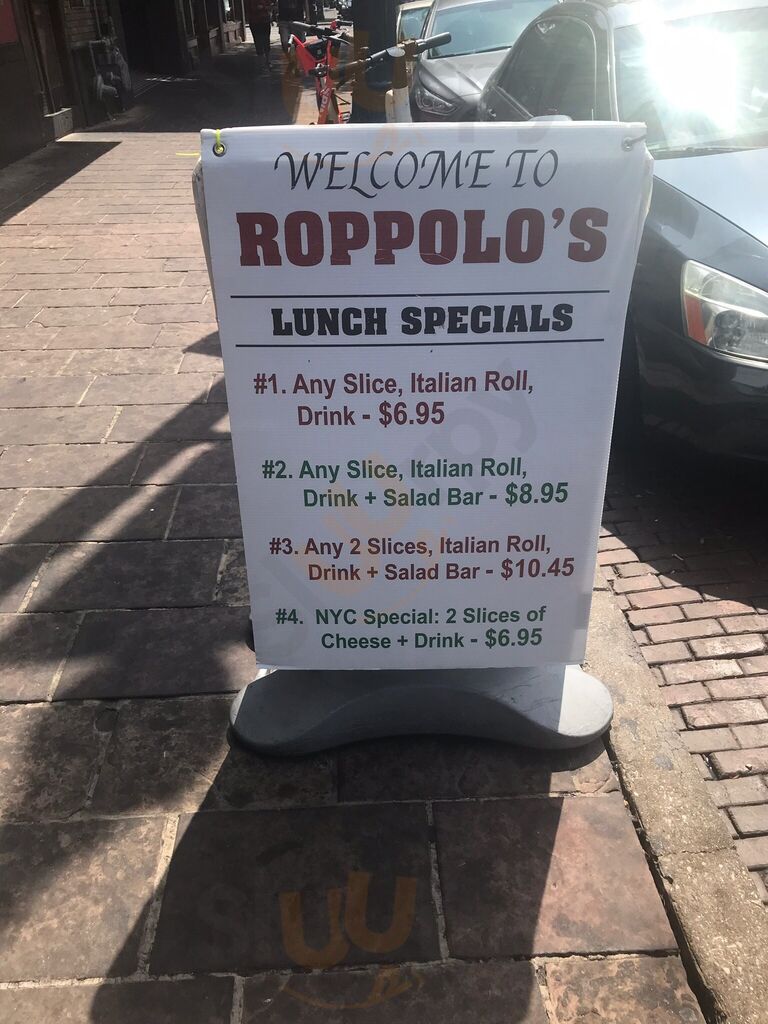 WELCOME TO
ROPPOLO'S
LUNCH SPECIALS
#1. Any Slice, Italian Roll,
Drink - $6.95
#2. Any Slice, Italian Roll,
Drink + Salad Bar - $8.95
#3. Any 2 Slices, Italian Roll,
Drink + Salad Bar - $10.45
#4. NYC Special: 2 Slices of
Cheese + Drink - $6.95